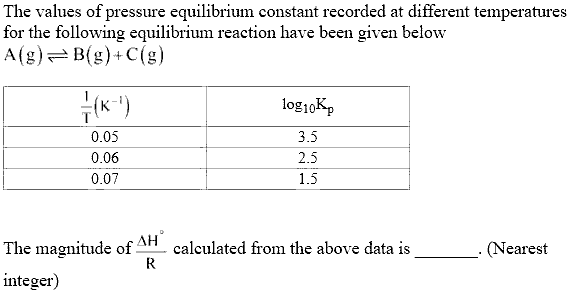 The values of pressure equilibrium constant recorded at different temperatures
for the following equilibrium reaction have been given below
A(g)⇌B(g)+C(g)
1/T (K⁻¹) log₁₀Kₚ
0.05 3.5
0.06 2.5
0.07 1.5
The magnitude of ΔH°/R calculated from the above data is ______. (Nearest
integer)